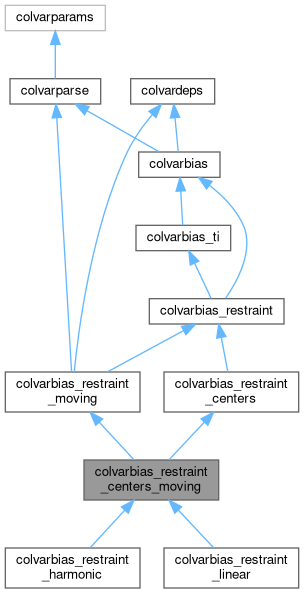 colvarparams
colvarparse
colvardeps
colvarbias
colvarbias_ti
colvarbias_restraint
colvarbias_restraint
_moving
colvarbias_restraint
_centers
colvarbias_restraint
_centers_moving
colvarbias_restraint
_harmonic
colvarbias_restraint
_linear